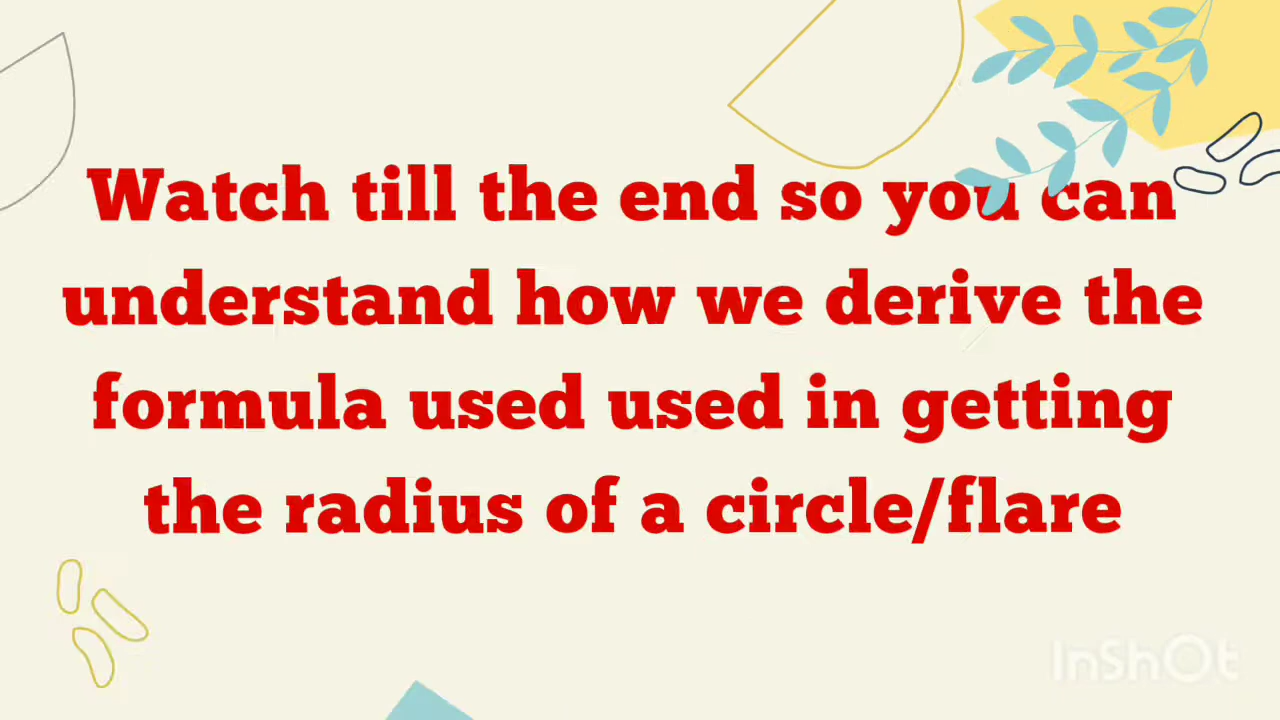 Watch till the end so you can
understand how we derive the
formula used used in getting
the radius of a circle/flare
InShOt